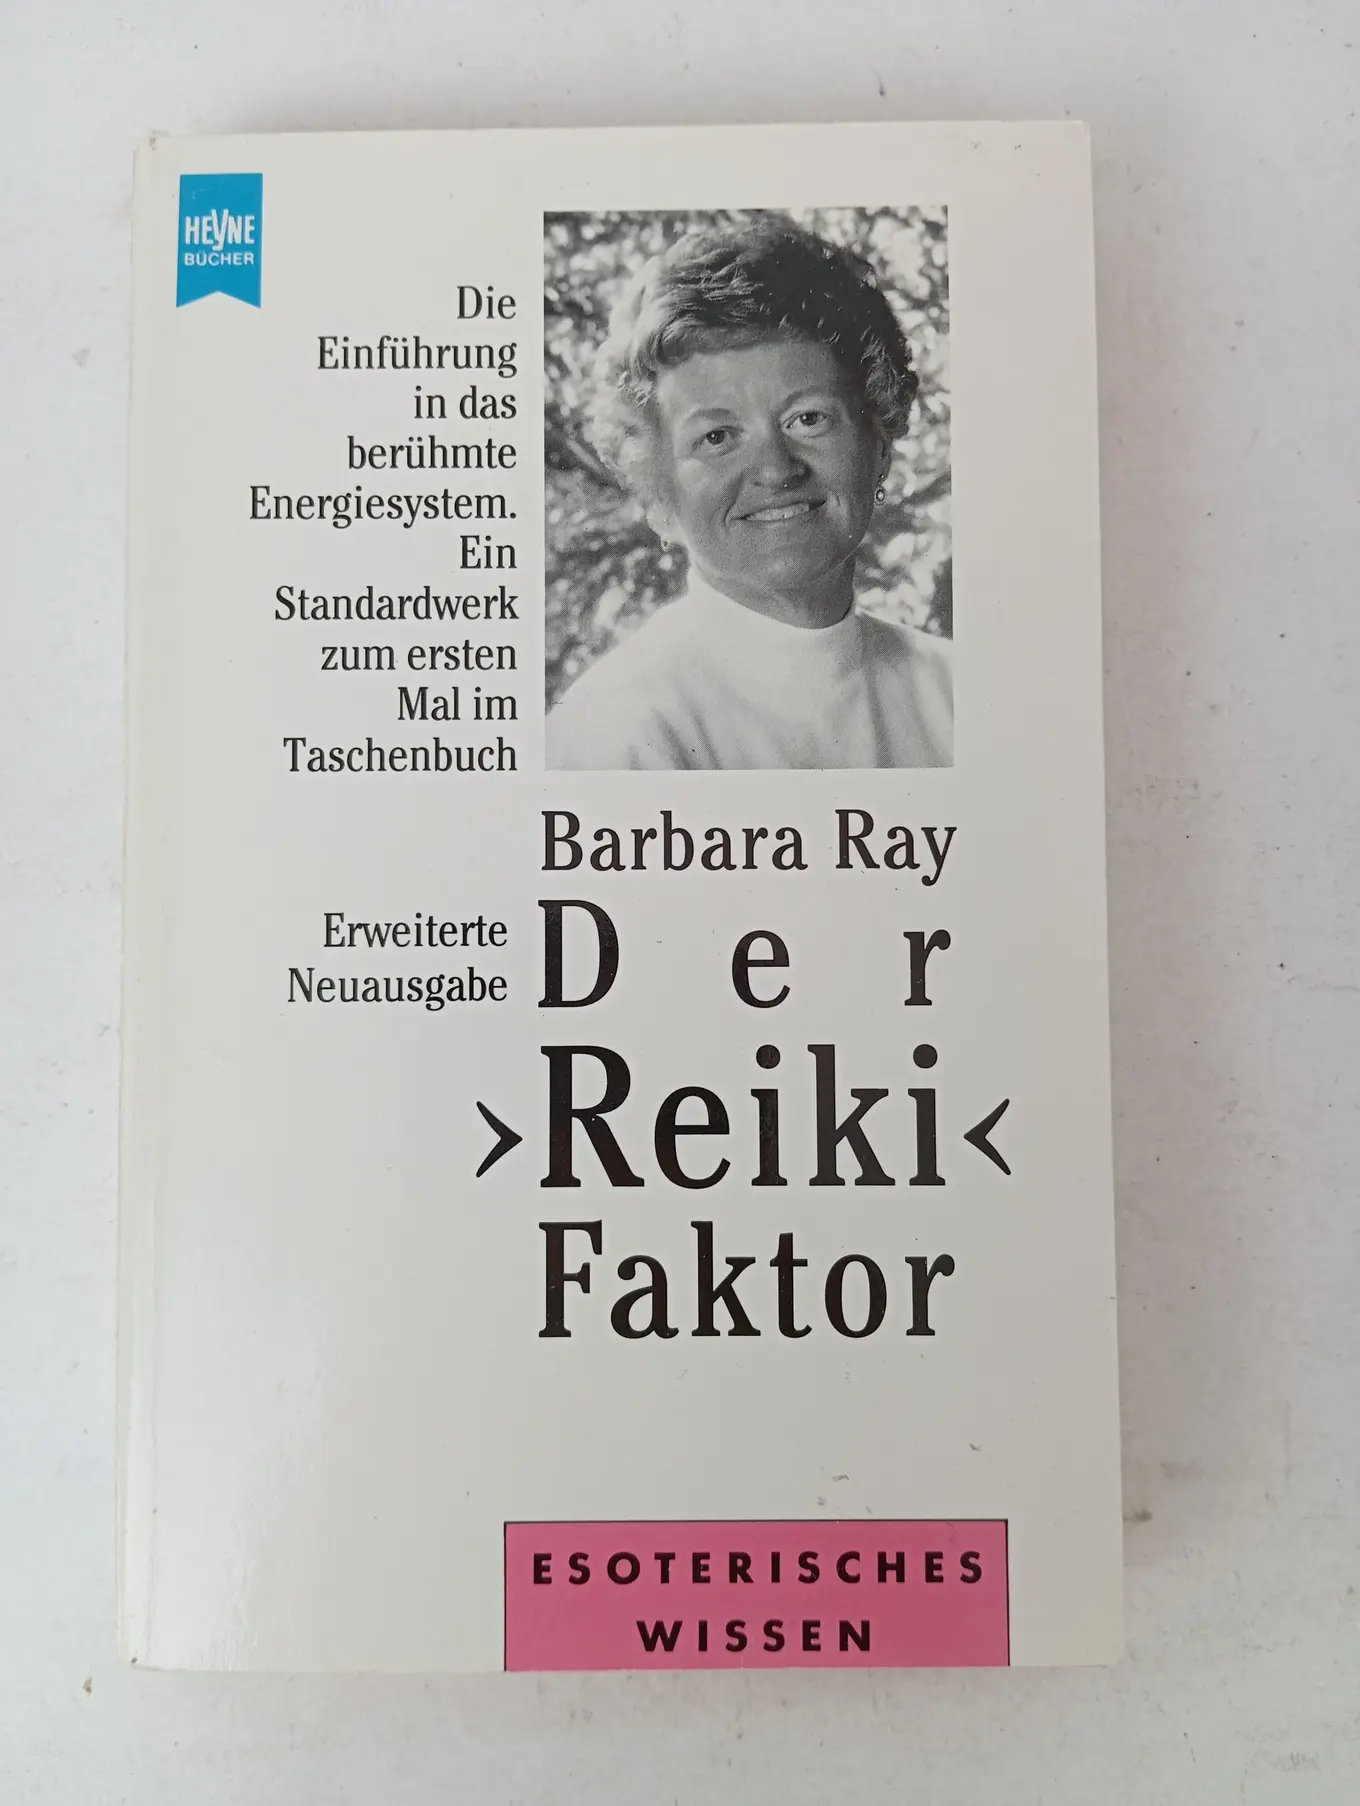 HEYNE
BÜCHER
Die
Einführung
in das
berühmte
Energiesystem.
Ein
Standardwerk
zum ersten
Mal im
Taschenbuch
Barbara Ray
Erweiterte
Neuausgabe
Der
›Reiki‹
Faktor
ESOTERISCHES
WISSEN